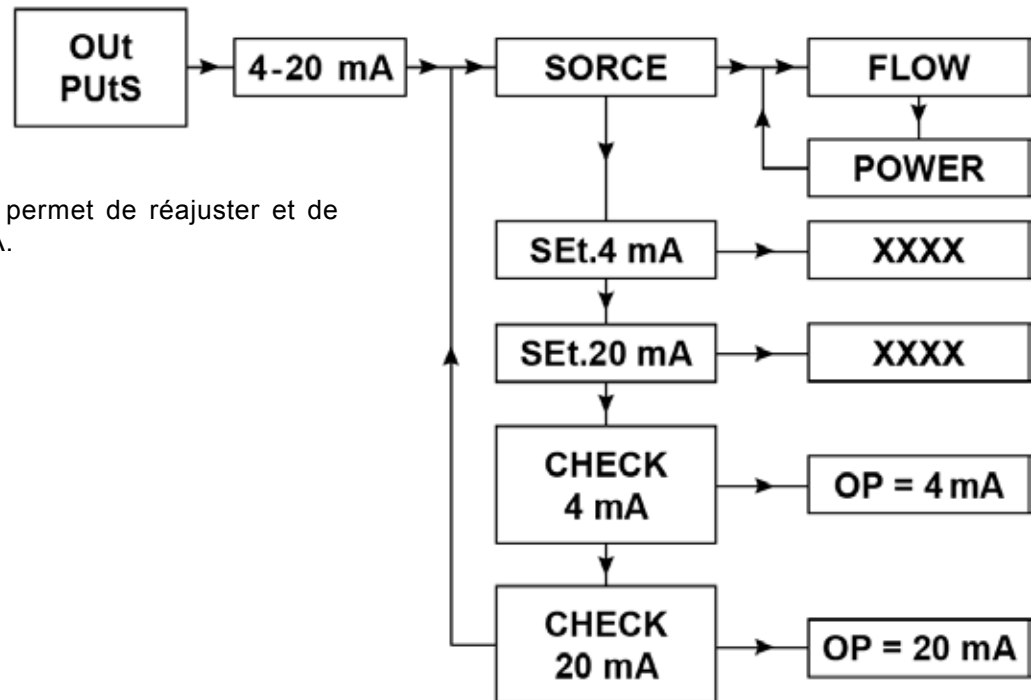 OUt
PUtS
4-20 mA
SORCE
FLOW
POWER
permet de réajuster et de
A.
SEt.4 mA
XXXX
SEt.20 mA
XXXX
CHECK
4 mA
OP = 4 mA
CHECK
20 mA
OP = 20 mA